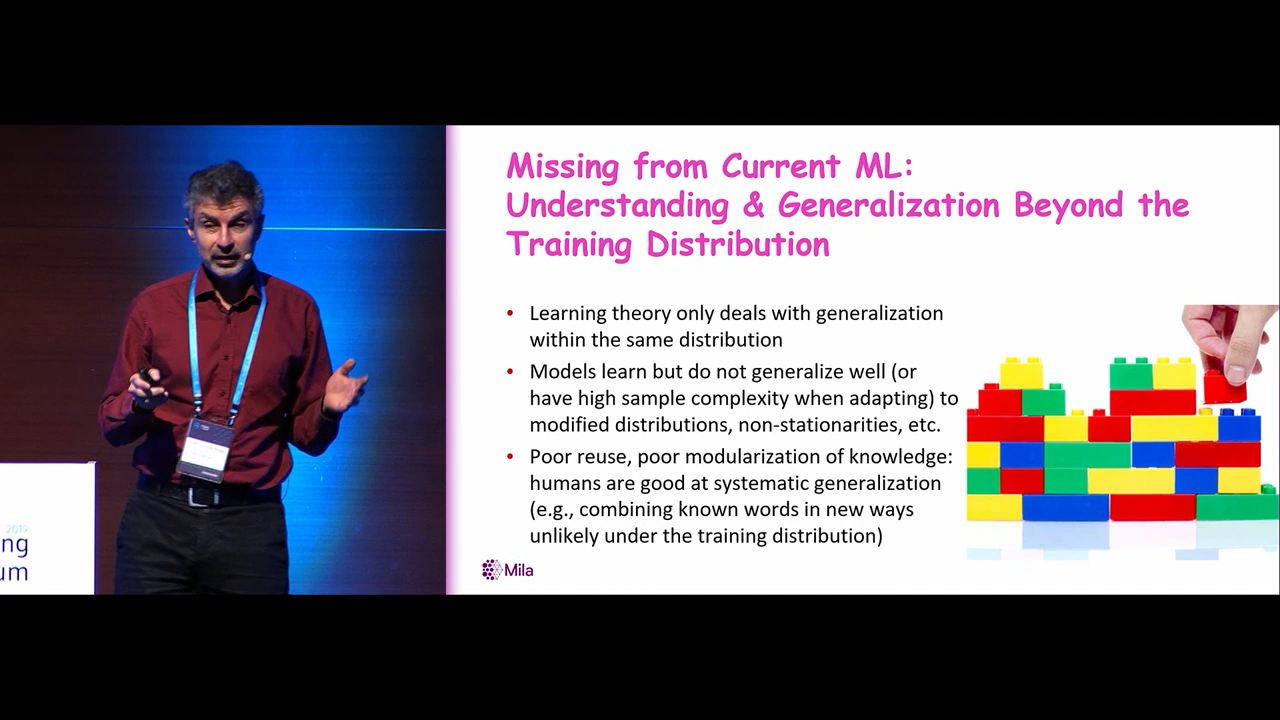 Missing from Current ML:
Understanding & Generalization Beyond the
Training Distribution
• Learning theory only deals with generalization
within the same distribution
• Models learn but do not generalize well (or
have high sample complexity when adapting) to
modified distributions, non-stationarities, etc.
• Poor reuse, poor modularization of knowledge:
humans are good at systematic generalization
(e.g., combining known words in new ways
unlikely under the training distribution)
Mila
2019
ng
um